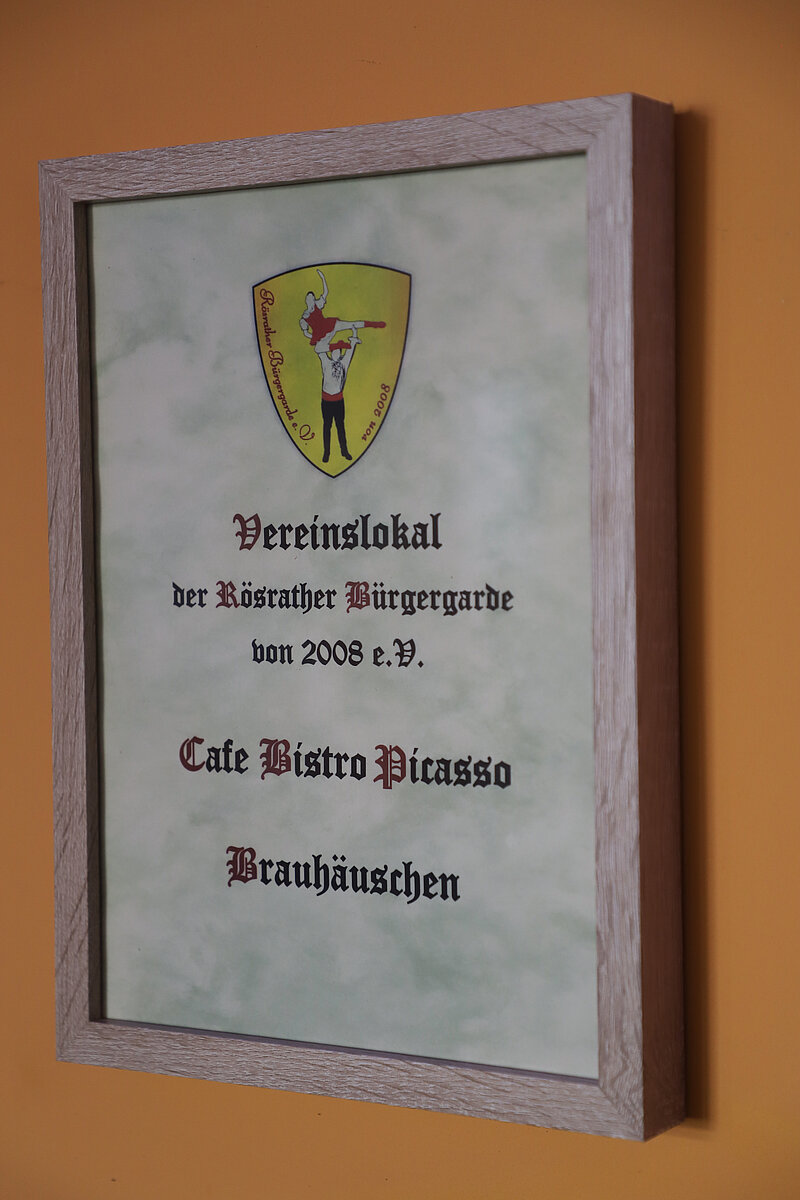 Rösrather Bürgergarde e.V.
von 2008
Vereinslokal
der Rösrather Bürgergarde
von 2008 e.V.
Cafe Bistro Picasso
Brauhäuschen